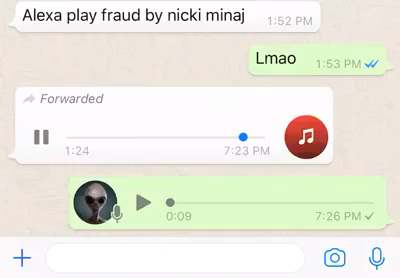 Alexa play fraud by nicki minaj
1:52 PM
Lmao
1:53 PM
Forwarded
1:24
7:23 PM
0:09
7:26 PM